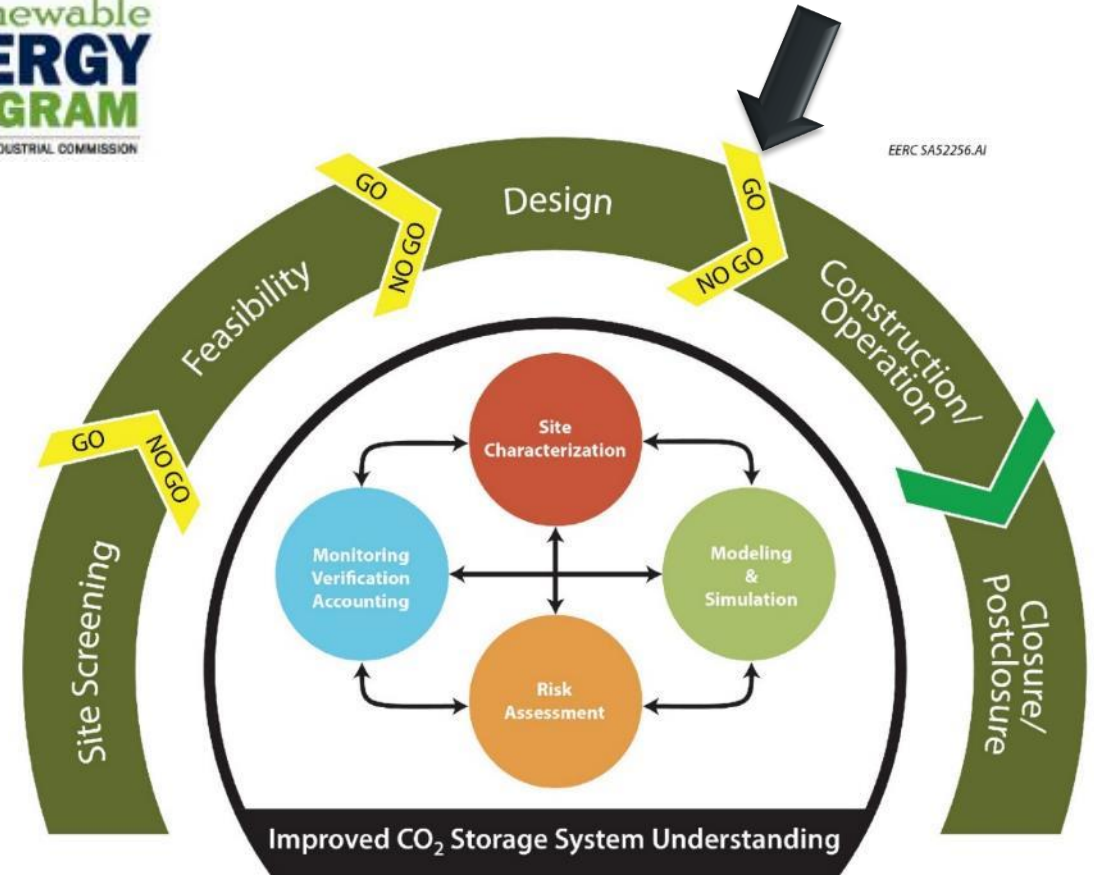 newable
ERGY
GRAM
DUSTRIAL COMMISSION
EERC SA52256.AI
Site Screening
GO
NO GO
Feasibility
GO
NO GO
Design
GO
NO GO
Construction/
Operation
Closure/
Postclosure
Site
Characterization
Monitoring
Verification
Accounting
Modeling
&
Simulation
Risk
Assessment
Improved CO₂ Storage System Understanding